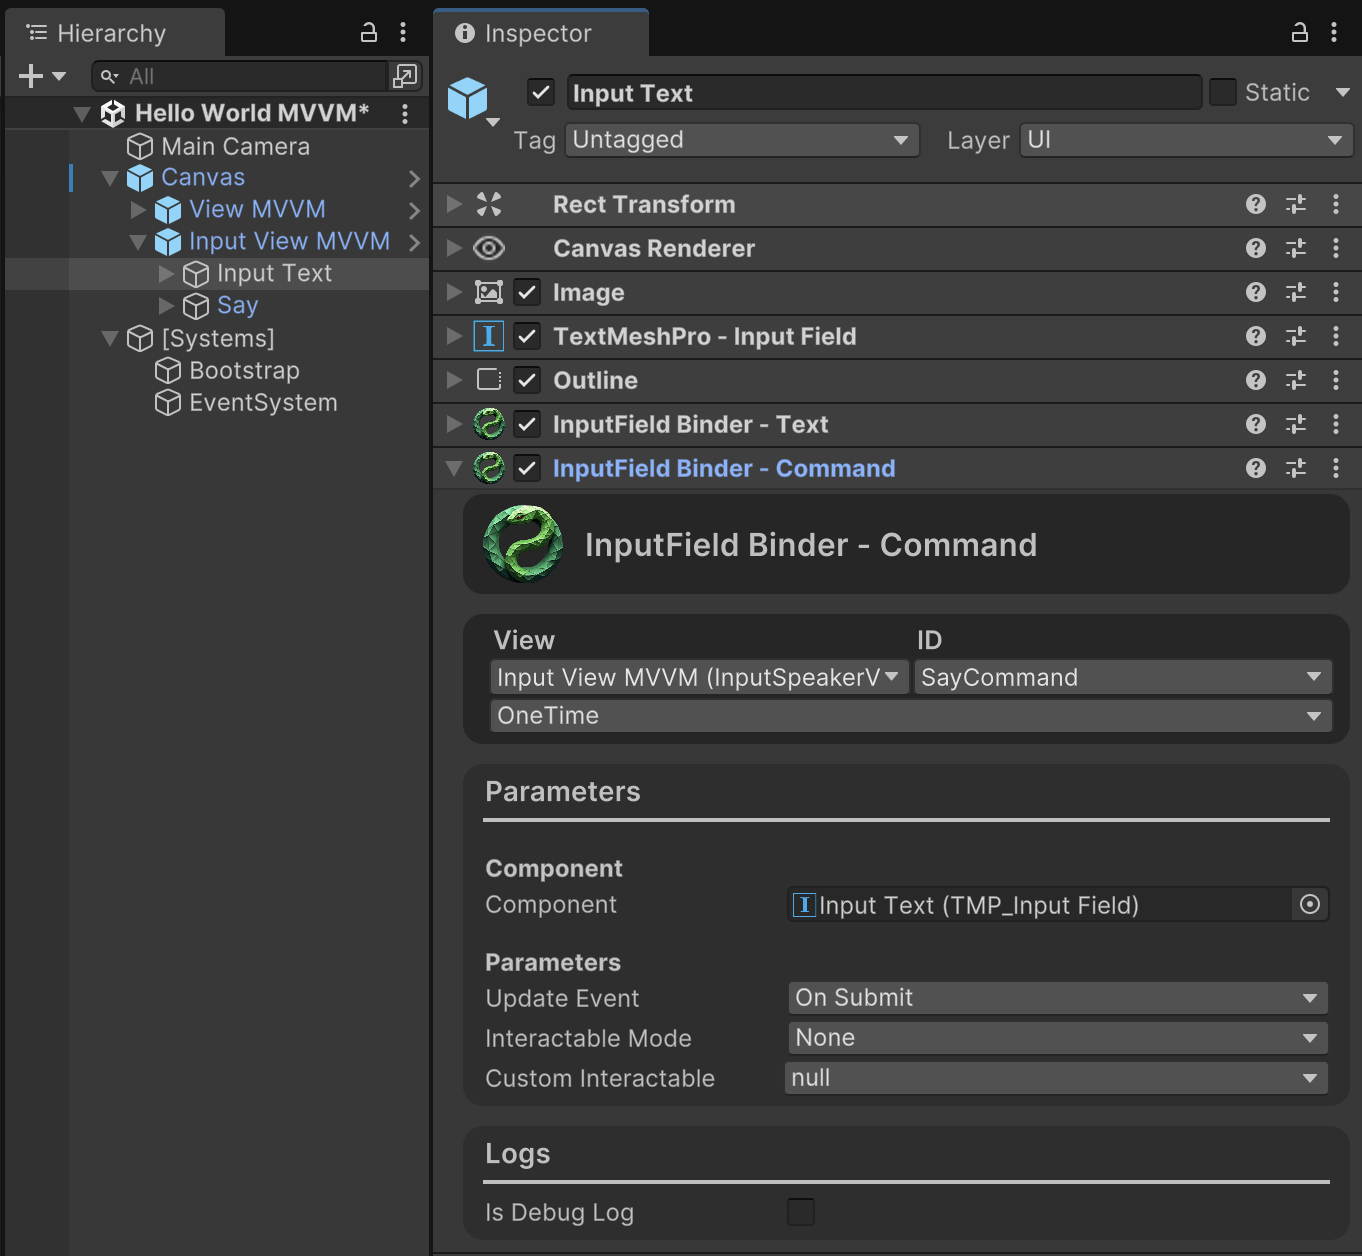 Hierarchy
All
Hello World MVVM*
Main Camera
Canvas
View MVVM
Input View MVVM
Input Text
Say
[Systems]
Bootstrap
EventSystem
Inspector
Input Text
Static
Tag Untagged Layer UI
Rect Transform
Canvas Renderer
Image
TextMeshPro - Input Field
Outline
InputField Binder - Text
InputField Binder - Command
InputField Binder - Command
View ID
Input View MVVM (InputSpeakerV SayCommand
OneTime
Parameters
Component
Component Input Text (TMP_Input Field)
Parameters
Update Event On Submit
Interactable Mode None
Custom Interactable null
Logs
Is Debug Log